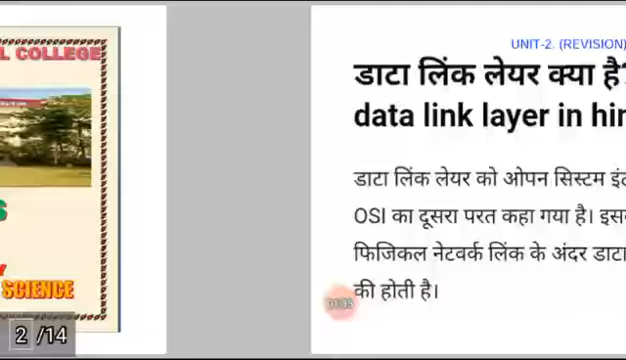 L COLLEGE
S
Y
SCIENCE
2 /14
UNIT-2. (REVISION)
डाटा लिंक लेयर क्या है?
data link layer in hin
डाटा लिंक लेयर को ओपन सिस्टम इं
OSI का दूसरा परत कहा गया है। इस
फिजिकल नेटवर्क लिंक के अंदर डाटा
की होती है।